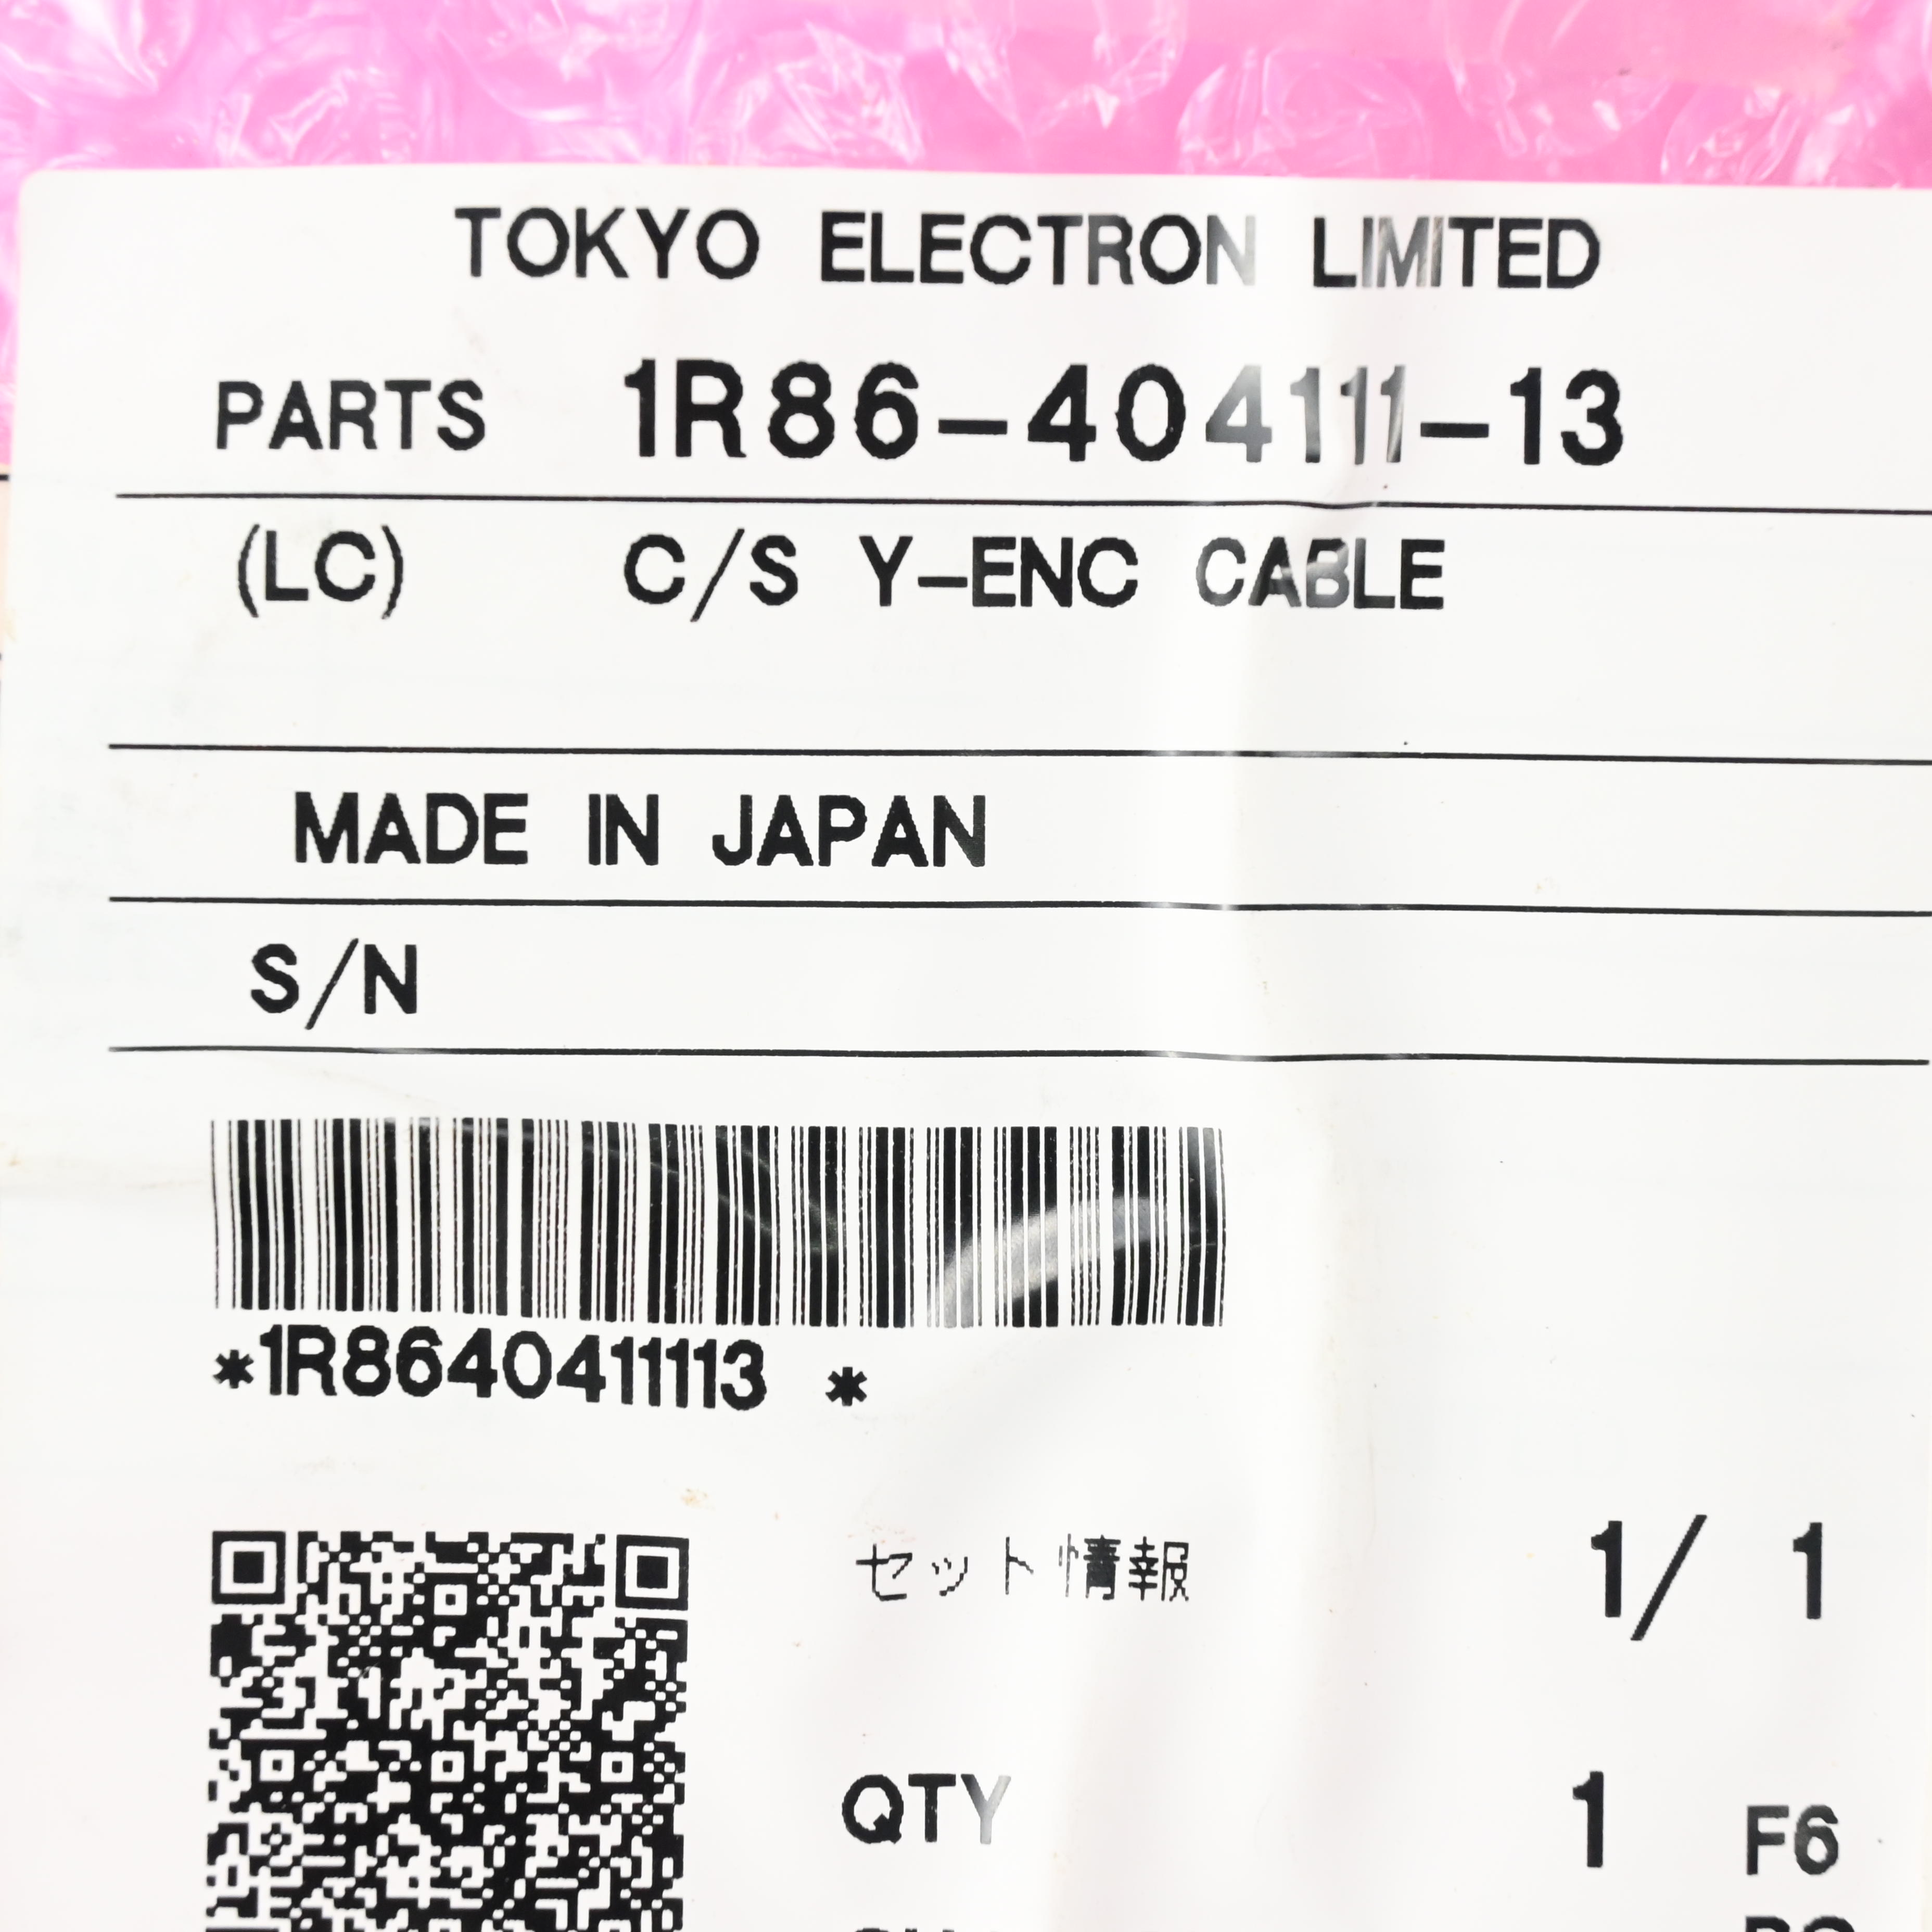 TOKYO ELECTRON LIMITED
PARTS 1R86-404111-13
(LC) C/S Y-ENC CABLE
MADE IN JAPAN
S/N
*1R8640411113 *
セット情報 1/ 1
QTY 1 F6